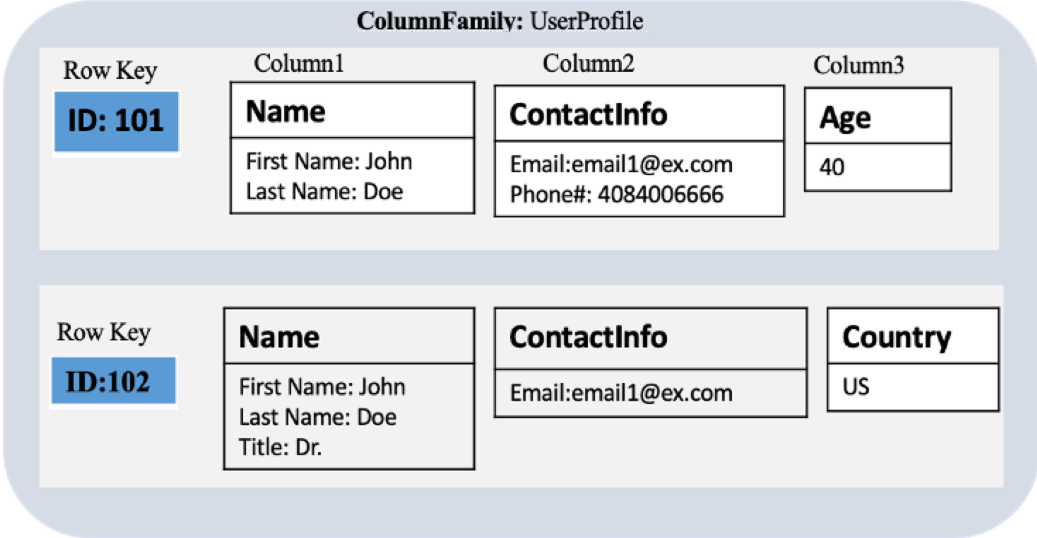 ColumnFamily: UserProfile
Row Key
Column1
Column2
Column3
ID: 101
Name
ContactInfo
Age
First Name: John
Last Name: Doe
Email:email1@ex.com
Phone#: 4084006666
40
Row Key
ID:102
Name
ContactInfo
Country
First Name: John
Last Name: Doe
Title: Dr.
Email:email1@ex.com
US